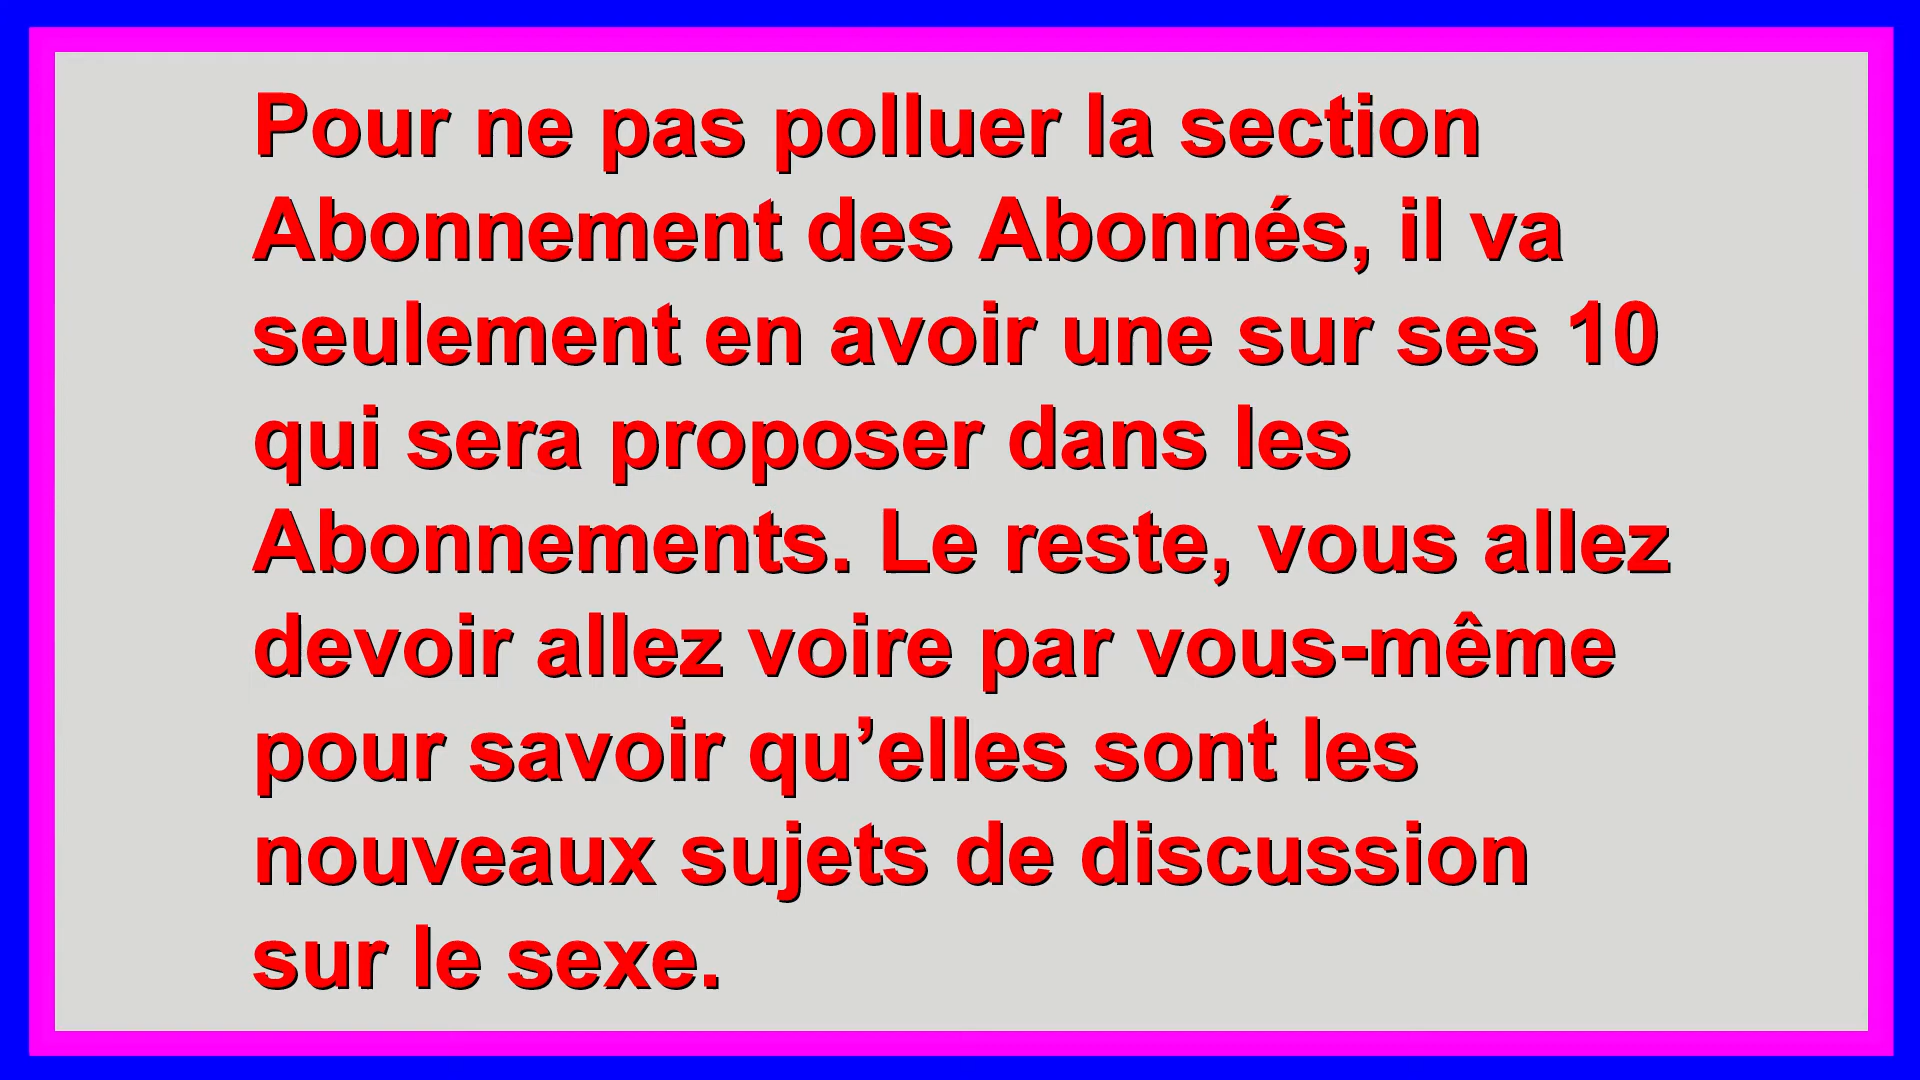 Pour ne pas polluer la section
Abonnement des Abonnés, il va
seulement en avoir une sur ses 10
qui sera proposer dans les
Abonnements. Le reste, vous allez
devoir allez voire par vous-même
pour savoir qu’elles sont les
nouveaux sujets de discussion
sur le sexe.